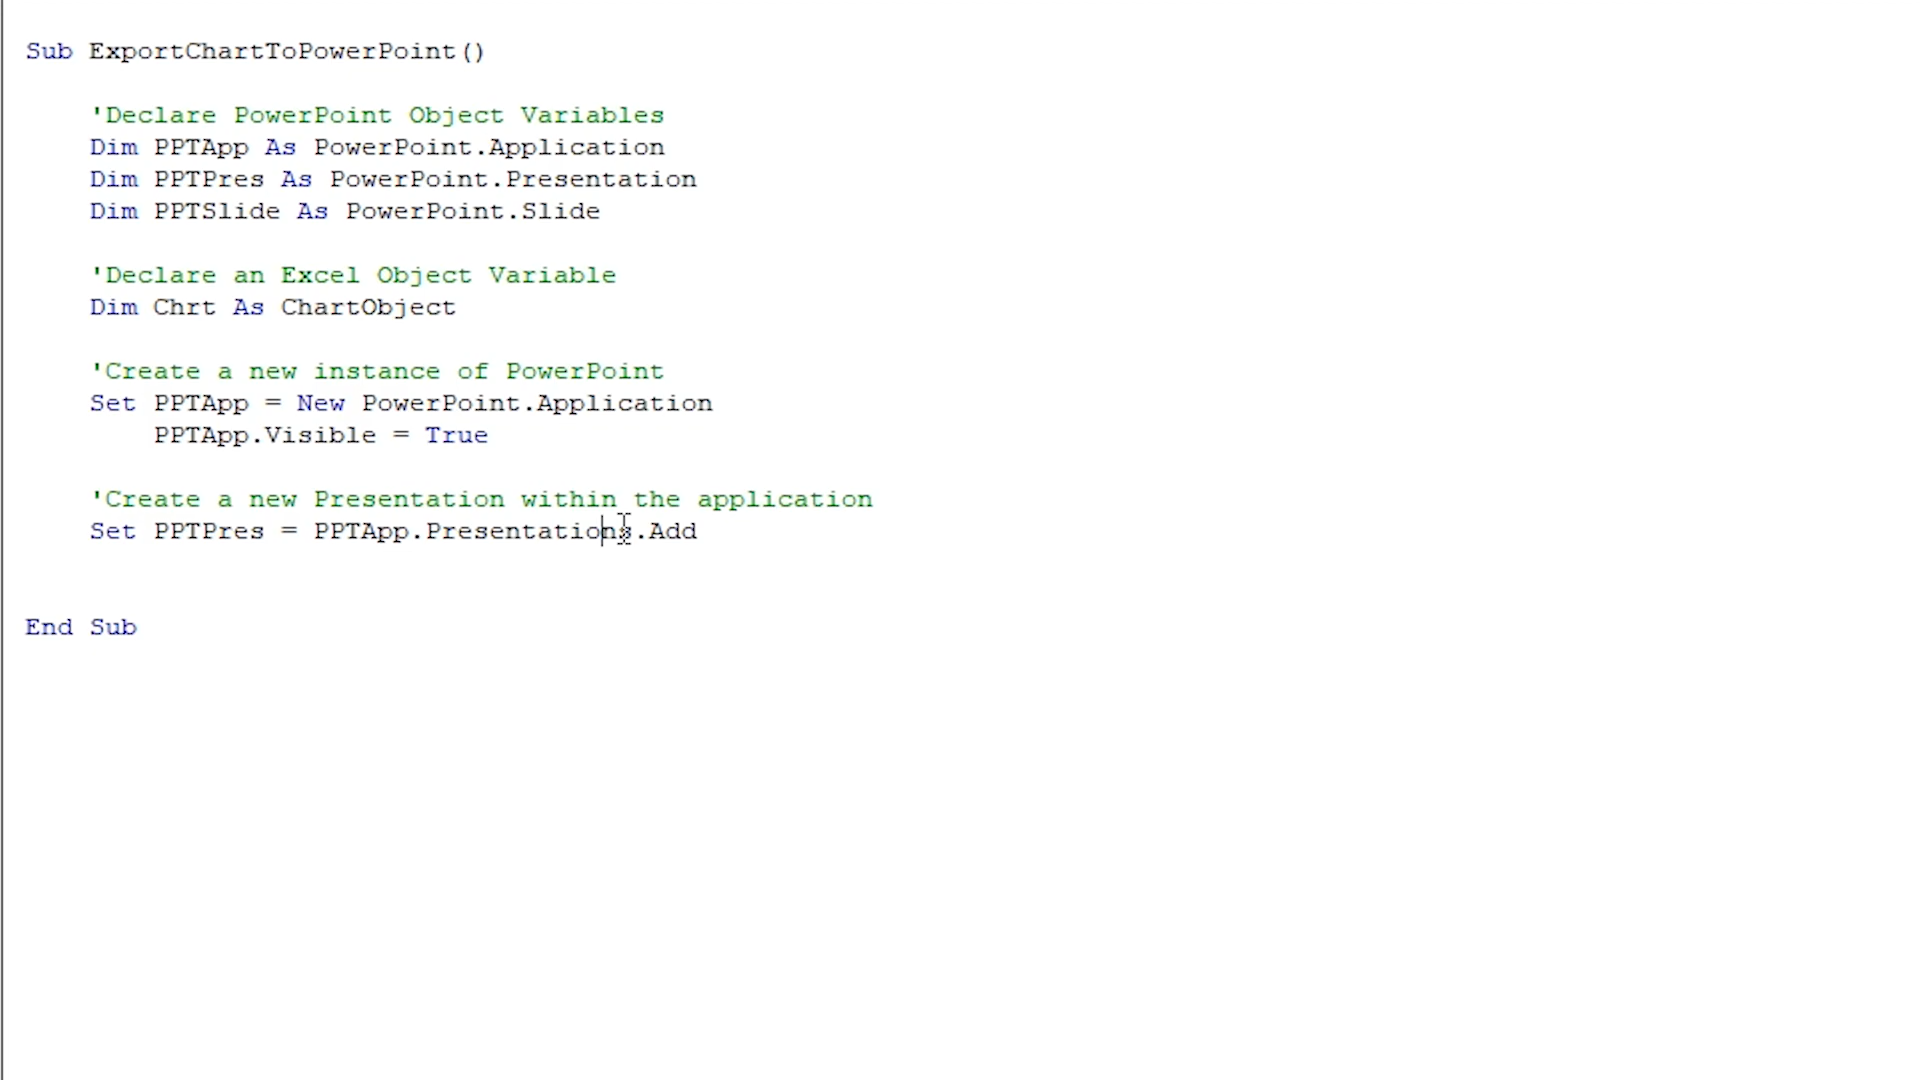 Sub ExportChartToPowerPoint()
'Declare PowerPoint Object Variables
Dim PPTApp As PowerPoint.Application
Dim PPTPres As PowerPoint.Presentation
Dim PPTSlide As PowerPoint.Slide
'Declare an Excel Object Variable
Dim Chrt As ChartObject
'Create a new instance of PowerPoint
Set PPTApp = New PowerPoint.Application
PPTApp.Visible = True
'Create a new Presentation within the application
Set PPTPres = PPTApp.Presentations.Add
End Sub